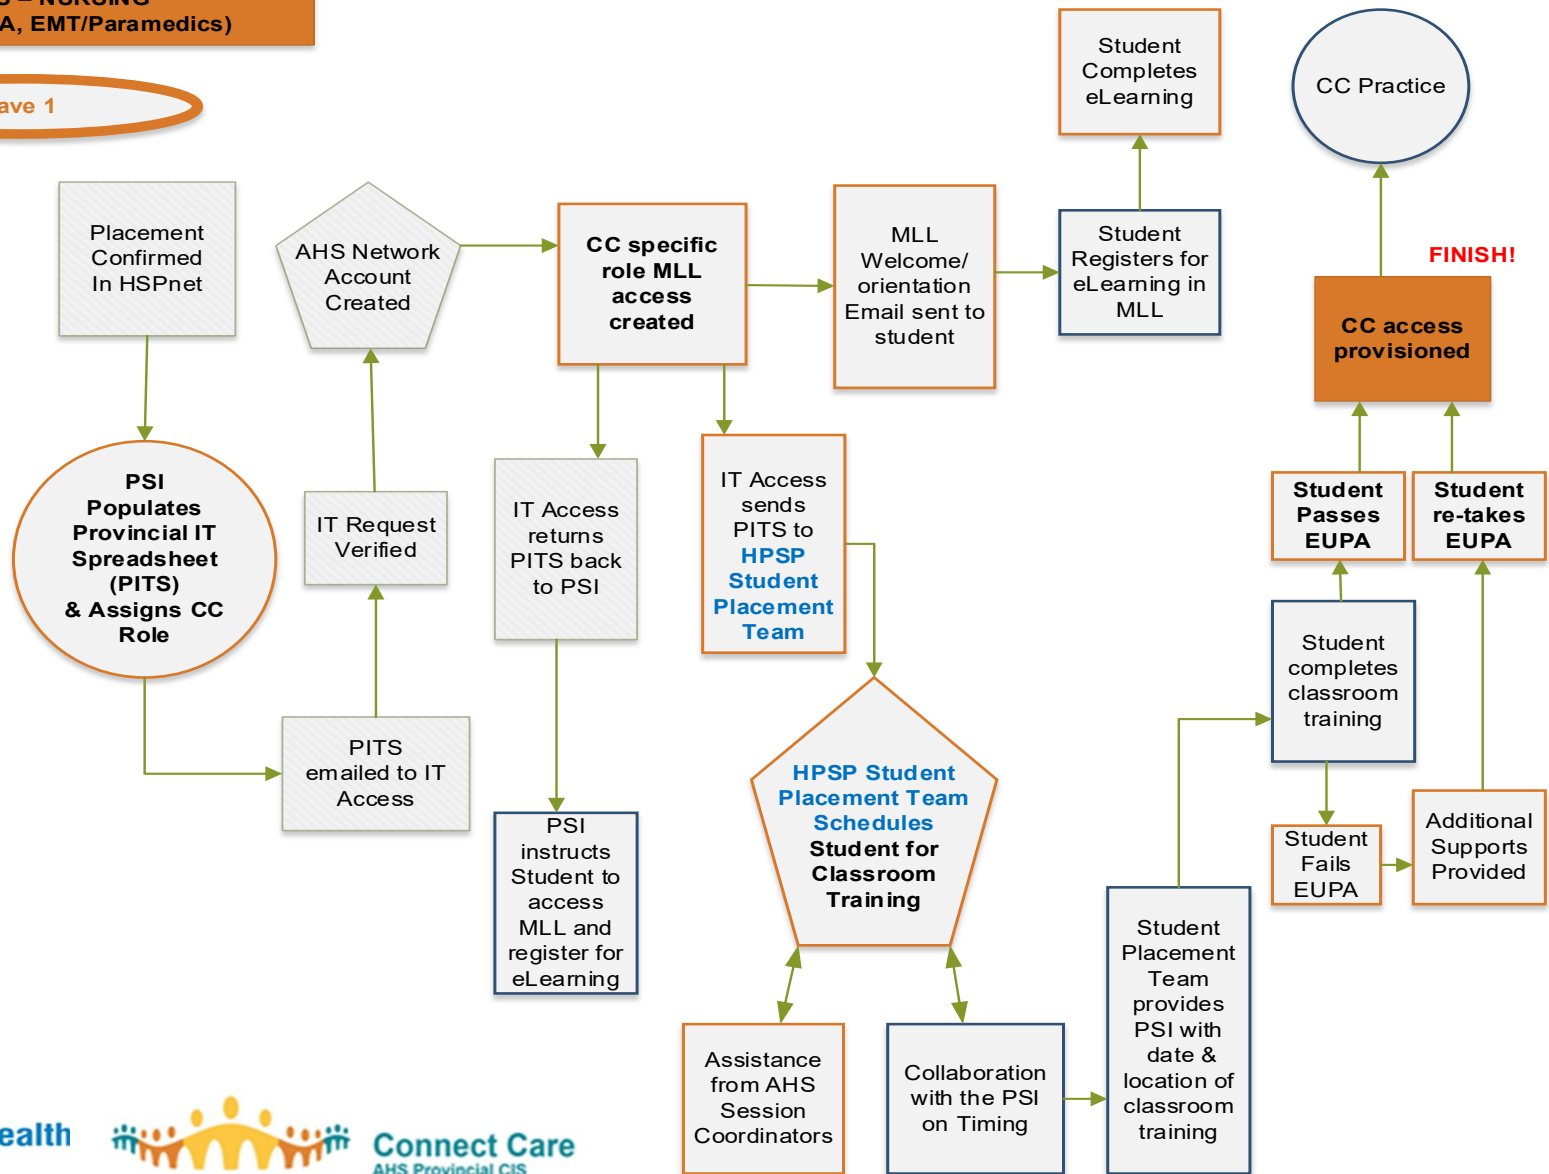 A, EMT/Paramedics)
ave 1
Placement
Confirmed
In HSPnet
PSI
Populates
Provincial IT
Spreadsheet
(PITS)
& Assigns CC
Role
PITS
emailed to IT
Access
IT Request
Verified
AHS Network
Account
Created
CC specific
role MLL
access
created
IT Access
returns
PITS back
to PSI
PSI
instructs
Student to
access
MLL and
register for
eLearning
IT Access
sends
PITS to
HPSP
Student
Placement
Team
MLL
Welcome/
orientation
Email sent to
student
Student
Registers for
eLearning in
MLL
Student
Completes
eLearning
HPSP Student
Placement Team
Schedules
Student for
Classroom
Training
Assistance
from AHS
Session
Coordinators
Collaboration
with the PSI
on Timing
Student
Placement
Team
provides
PSI with
date &
location of
classroom
training
Student
completes
classroom
training
Student
Fails
EUPA
Additional
Supports
Provided
Student
Passes
EUPA
Student
re-takes
EUPA
CC access
provisioned
FINISH!
CC Practice
ealth
Connect Care
AHS Provincial CIS